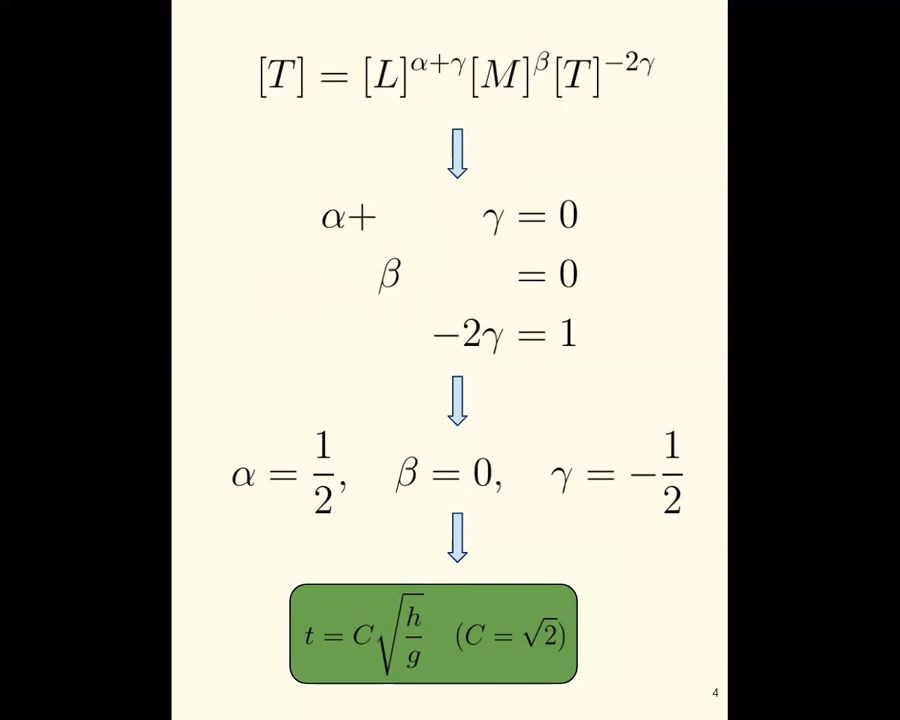 [T] = [L]^{α+γ}[M]^{β}[T]^{−2γ}
α+ γ = 0
β = 0
−2γ = 1
α = 1/2, β = 0, γ = −1/2
t = C√(h/g) (C = √2)
4